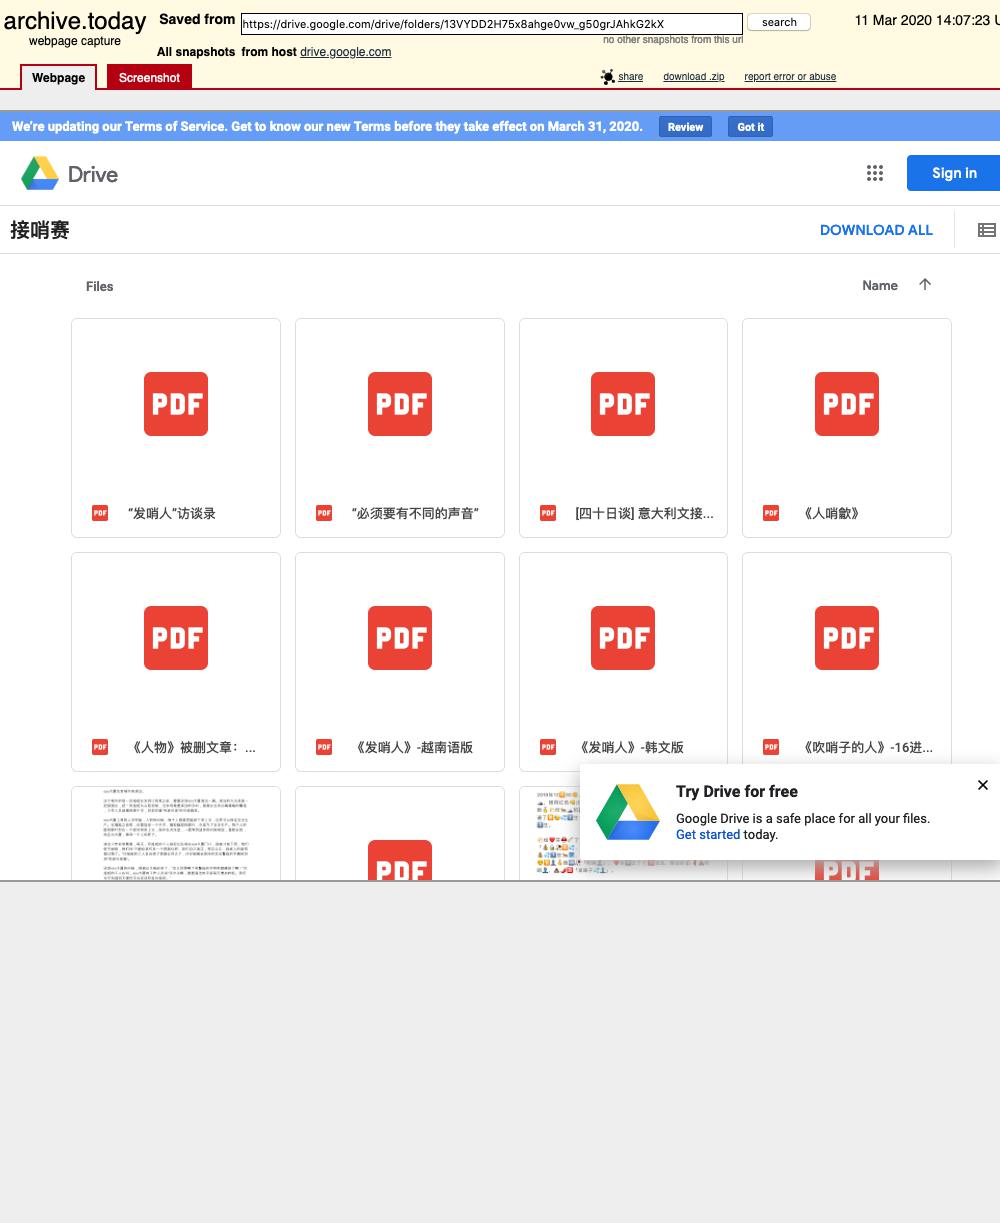 archive.today
webpage capture
Saved from https://drive.google.com/drive/folders/13VYDD2H75x8ahge0vw_g50grJAhkG2kX search 11 Mar 2020 14:07:23 U
no other snapshots from this url
All snapshots from host drive.google.com
Webpage Screenshot share download .zip report error or abuse
We're updating our Terms of Service. Get to know our new Terms before they take effect on March 31, 2020. Review Got it
Drive Sign in
接哨赛 DOWNLOAD ALL
Files Name
PDF PDF PDF PDF
PDF “发哨人”访谈录 PDF “必须要有不同的声音” PDF [四十日谈] 意大利文接... PDF 《人哨歖》
PDF PDF PDF PDF
PDF 《人物》被删文章：... PDF 《发哨人》-越南语版 PDF 《发哨人》-韩文版 PDF 《吹哨子的人》-16进...
Try Drive for free
Google Drive is a safe place for all your files.
Get started today.
PDF PDF